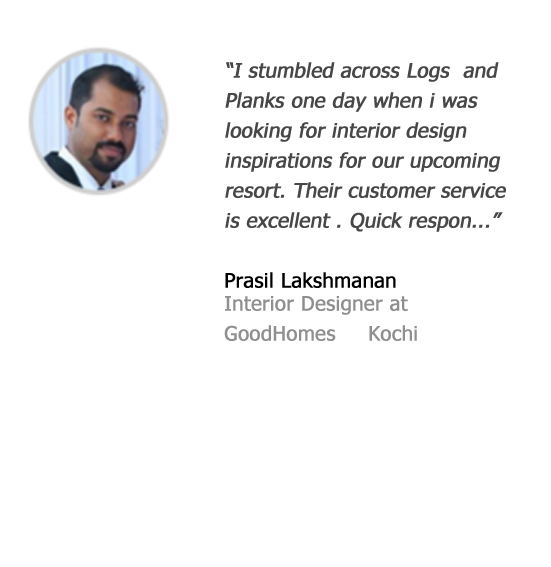 “I stumbled across Logs  and
Planks one day when i was
looking for interior design
inspirations for our upcoming
resort. Their customer service
is excellent . Quick respon...”
Prasil Lakshmanan
Interior Designer at
GoodHomes     Kochi